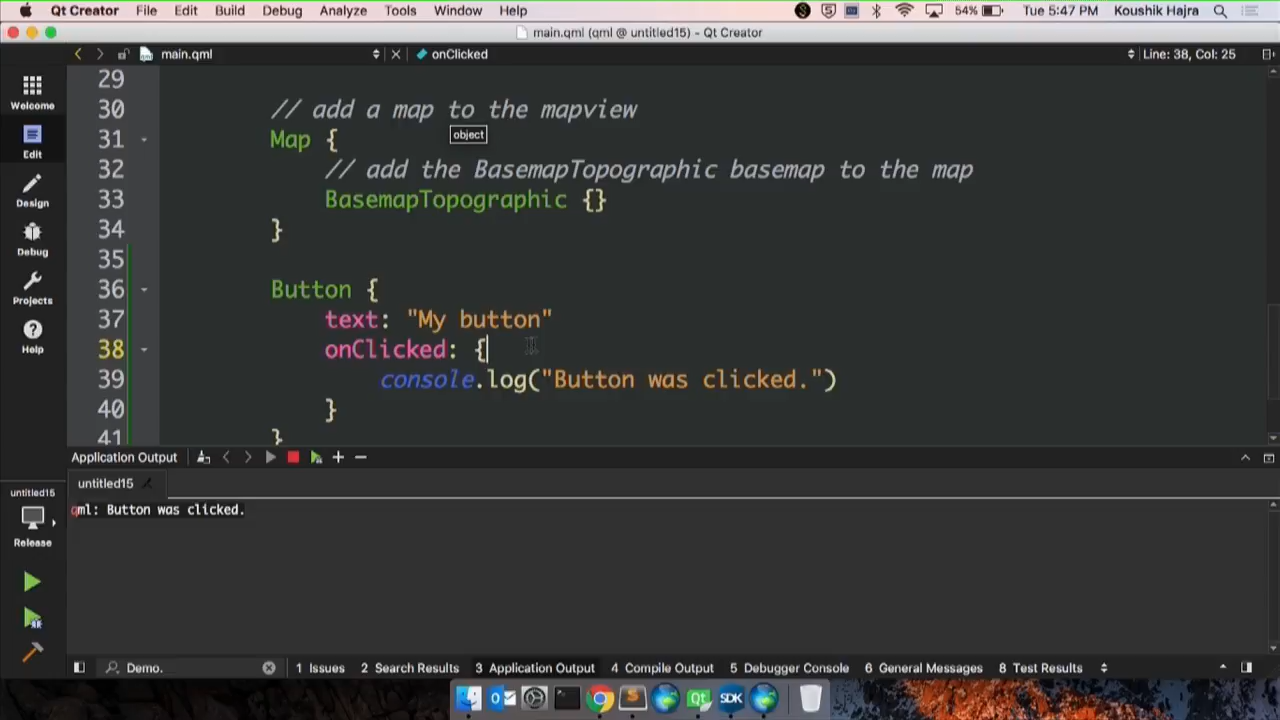 Qt Creator File Edit Build Debug Analyze Tools Window Help 5 54% Tue 5:47 PM Koushik Hajra
main.qml (qml @ untitled15) - Qt Creator
main.qml onClicked Line: 38, Col: 25
Welcome
Edit
Design
Debug
Projects
Help
29
30 // add a map to the mapview
object
31 Map {
32 // add the BasemapTopographic basemap to the map
33 BasemapTopographic {}
34 }
35
36 Button {
37 text: "My button"
38 onClicked: {
39 console.log("Button was clicked.")
40 }
41 }
Application Output
untitled15
qml: Button was clicked.
untitled15
Release
Demo. 1 Issues 2 Search Results 3 Application Output 4 Compile Output 5 Debugger Console 6 General Messages 8 Test Results
S Qt SDK